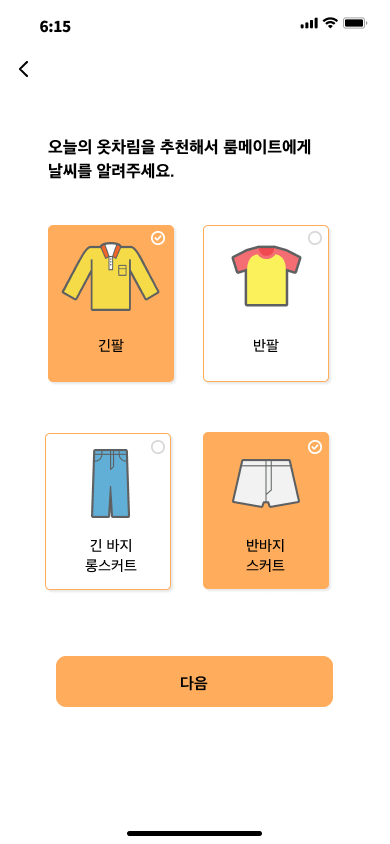 6:15
오늘의 옷차림을 추천해서 룸메이트에게
날씨를 알려주세요.
긴팔
반팔
긴 바지
롱스커트
반바지
스커트
다음